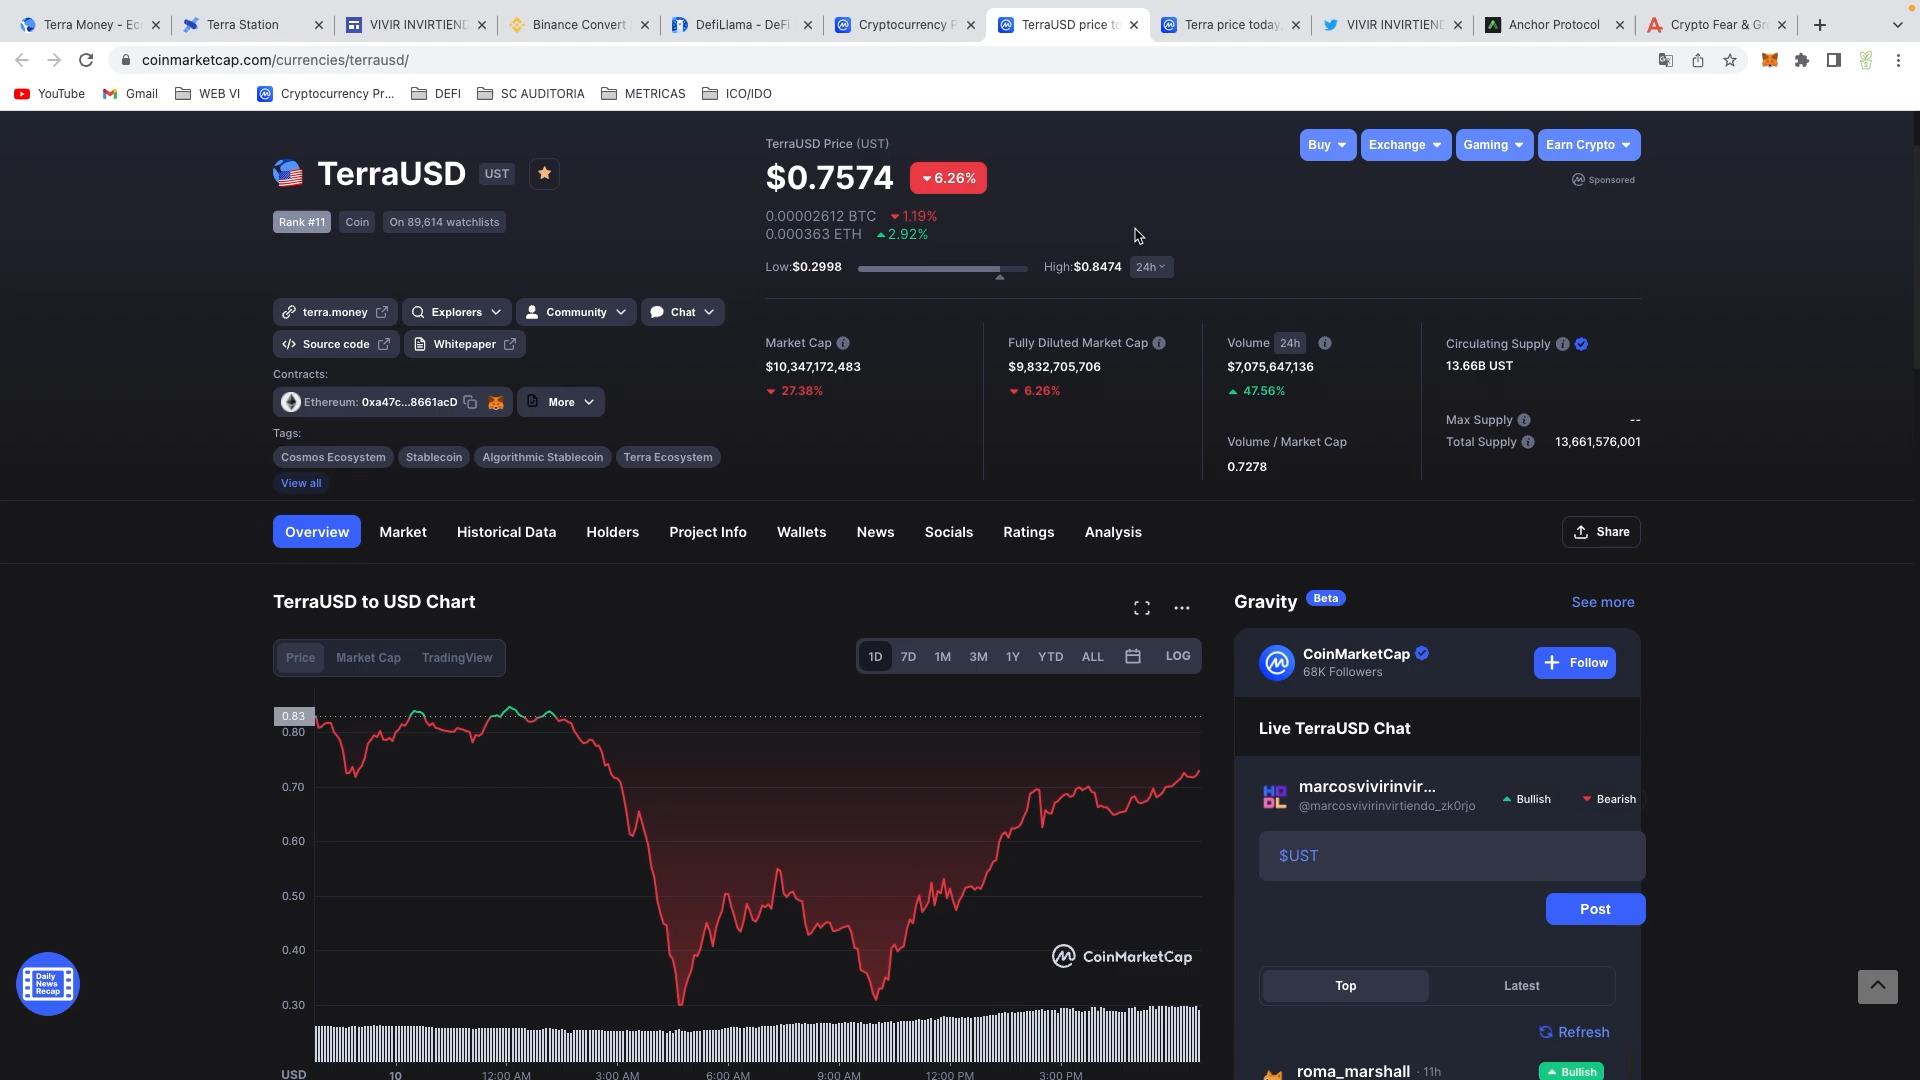 Terra Money - Ec
Terra Station
VIVIR INVIRTIEND
Binance Convert
DefiLlama - DeFi
Cryptocurrency P
TerraUSD price to
Terra price today,
VIVIR INVIRTIEND
Anchor Protocol
Crypto Fear & Gr
coinmarketcap.com/currencies/terrausd/
YouTube
Gmail
WEB VI
Cryptocurrency Pr...
DEFI
SC AUDITORIA
METRICAS
ICO/IDO
TerraUSD
UST
Rank #11
Coin
On 89,614 watchlists
TerraUSD Price (UST)
$0.7574
6.26%
0.00002612 BTC
1.19%
0.000363 ETH
2.92%
Low:$0.2998
High:$0.8474
24h
Buy
Exchange
Gaming
Earn Crypto
Sponsored
terra.money
Explorers
Community
Chat
Source code
Whitepaper
Contracts:
Ethereum: 0xa47c...8661acD
More
Tags:
Cosmos Ecosystem
Stablecoin
Algorithmic Stablecoin
Terra Ecosystem
View all
Market Cap
$10,347,172,483
27.38%
Fully Diluted Market Cap
$9,832,705,706
6.26%
Volume 24h
$7,075,647,136
47.56%
Volume / Market Cap
0.7278
Circulating Supply
13.66B UST
Max Supply
--
Total Supply
13,661,576,001
Overview
Market
Historical Data
Holders
Project Info
Wallets
News
Socials
Ratings
Analysis
Share
TerraUSD to USD Chart
Price
Market Cap
TradingView
1D
7D
1M
3M
1Y
YTD
ALL
LOG
0.83
0.80
0.70
0.60
0.50
0.40
0.30
CoinMarketCap
USD
10
12:00 AM
3:00 AM
6:00 AM
9:00 AM
12:00 PM
3:00 PM
Daily
News
Recap
Gravity
Beta
See more
CoinMarketCap
68K Followers
Follow
Live TerraUSD Chat
HODL
marcosvivirinvir...
@marcosvivirinvirtiendo_zk0rjo
Bullish
Bearish
$UST
Post
Top
Latest
Refresh
roma_marshall
· 11h
Bullish